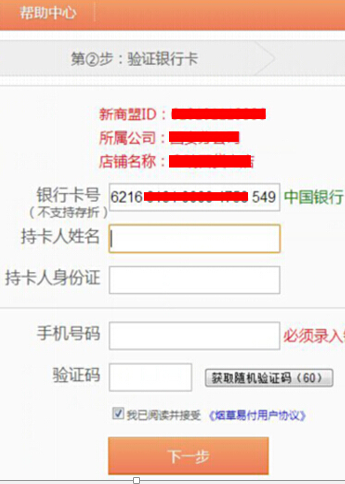 帮助中心
第②步：验证银行卡
新商盟ID：
所属公司：
店铺名称：
银行卡号 6216 549 中国银行
（不支持存折）
持卡人姓名
持卡人身份证
手机号码 必须录入
验证码 获取随机验证码（60）
我已阅读并接受 《烟草易付用户协议》
下一步